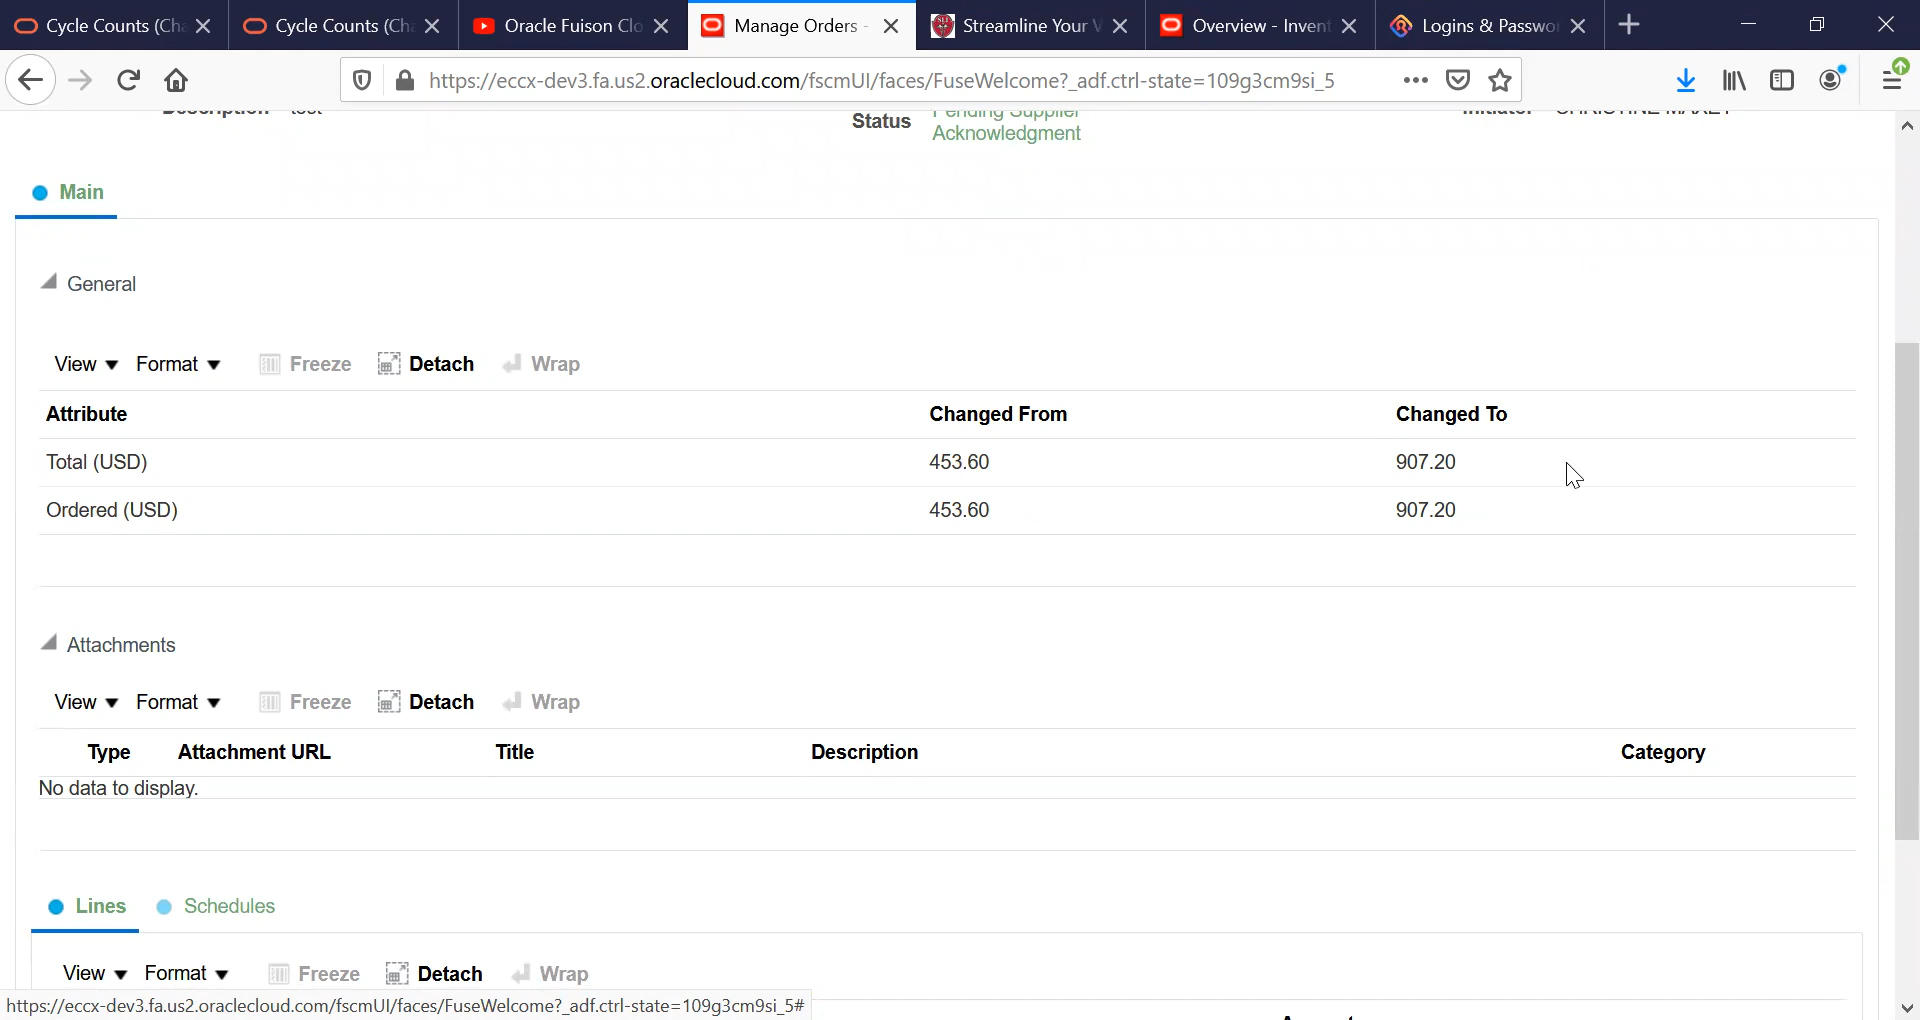 Cycle Counts (Ch
Cycle Counts (Ch
Oracle Fuison Clo
Manage Orders -
Streamline Your V
Overview - Invent
Logins & Passwo
https://eccx-dev3.fa.us2.oraclecloud.com/fscmUI/faces/FuseWelcome?_adf.ctrl-state=109g3cm9si_5
Description test
Status
Pending Supplier
Acknowledgment
Initiator
Main
General
View Format Freeze Detach Wrap
Attribute Changed From Changed To
Total (USD) 453.60 907.20
Ordered (USD) 453.60 907.20
Attachments
View Format Freeze Detach Wrap
Type Attachment URL Title Description Category
No data to display.
Lines Schedules
View Format Freeze Detach Wrap
https://eccx-dev3.fa.us2.oraclecloud.com/fscmUI/faces/FuseWelcome?_adf.ctrl-state=109g3cm9si_5#